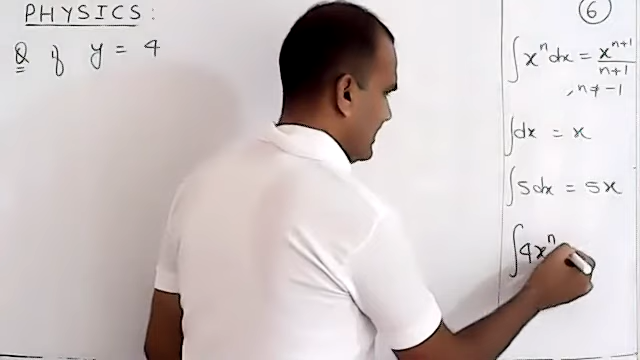 PHYSICS :
Q if y = 4
6
∫xⁿdx = xⁿ⁺¹/n+1
, n ≠ -1
∫dx = x
∫5dx = 5x
∫4xⁿ